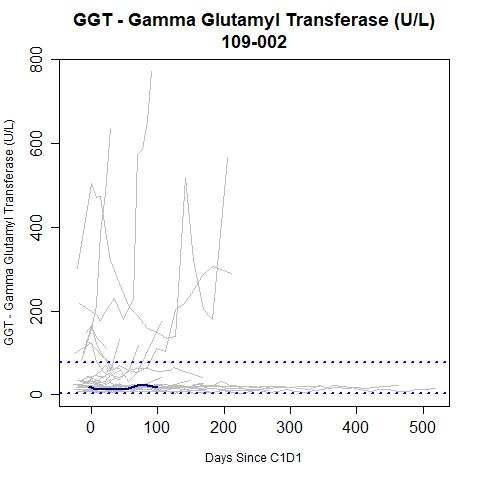 GGT - Gamma Glutamyl Transferase (U/L)
109-002
GGT - Gamma Glutamyl Transferase (U/L)
800
600
400
200
0
0 100 200 300 400 500
Days Since C1D1